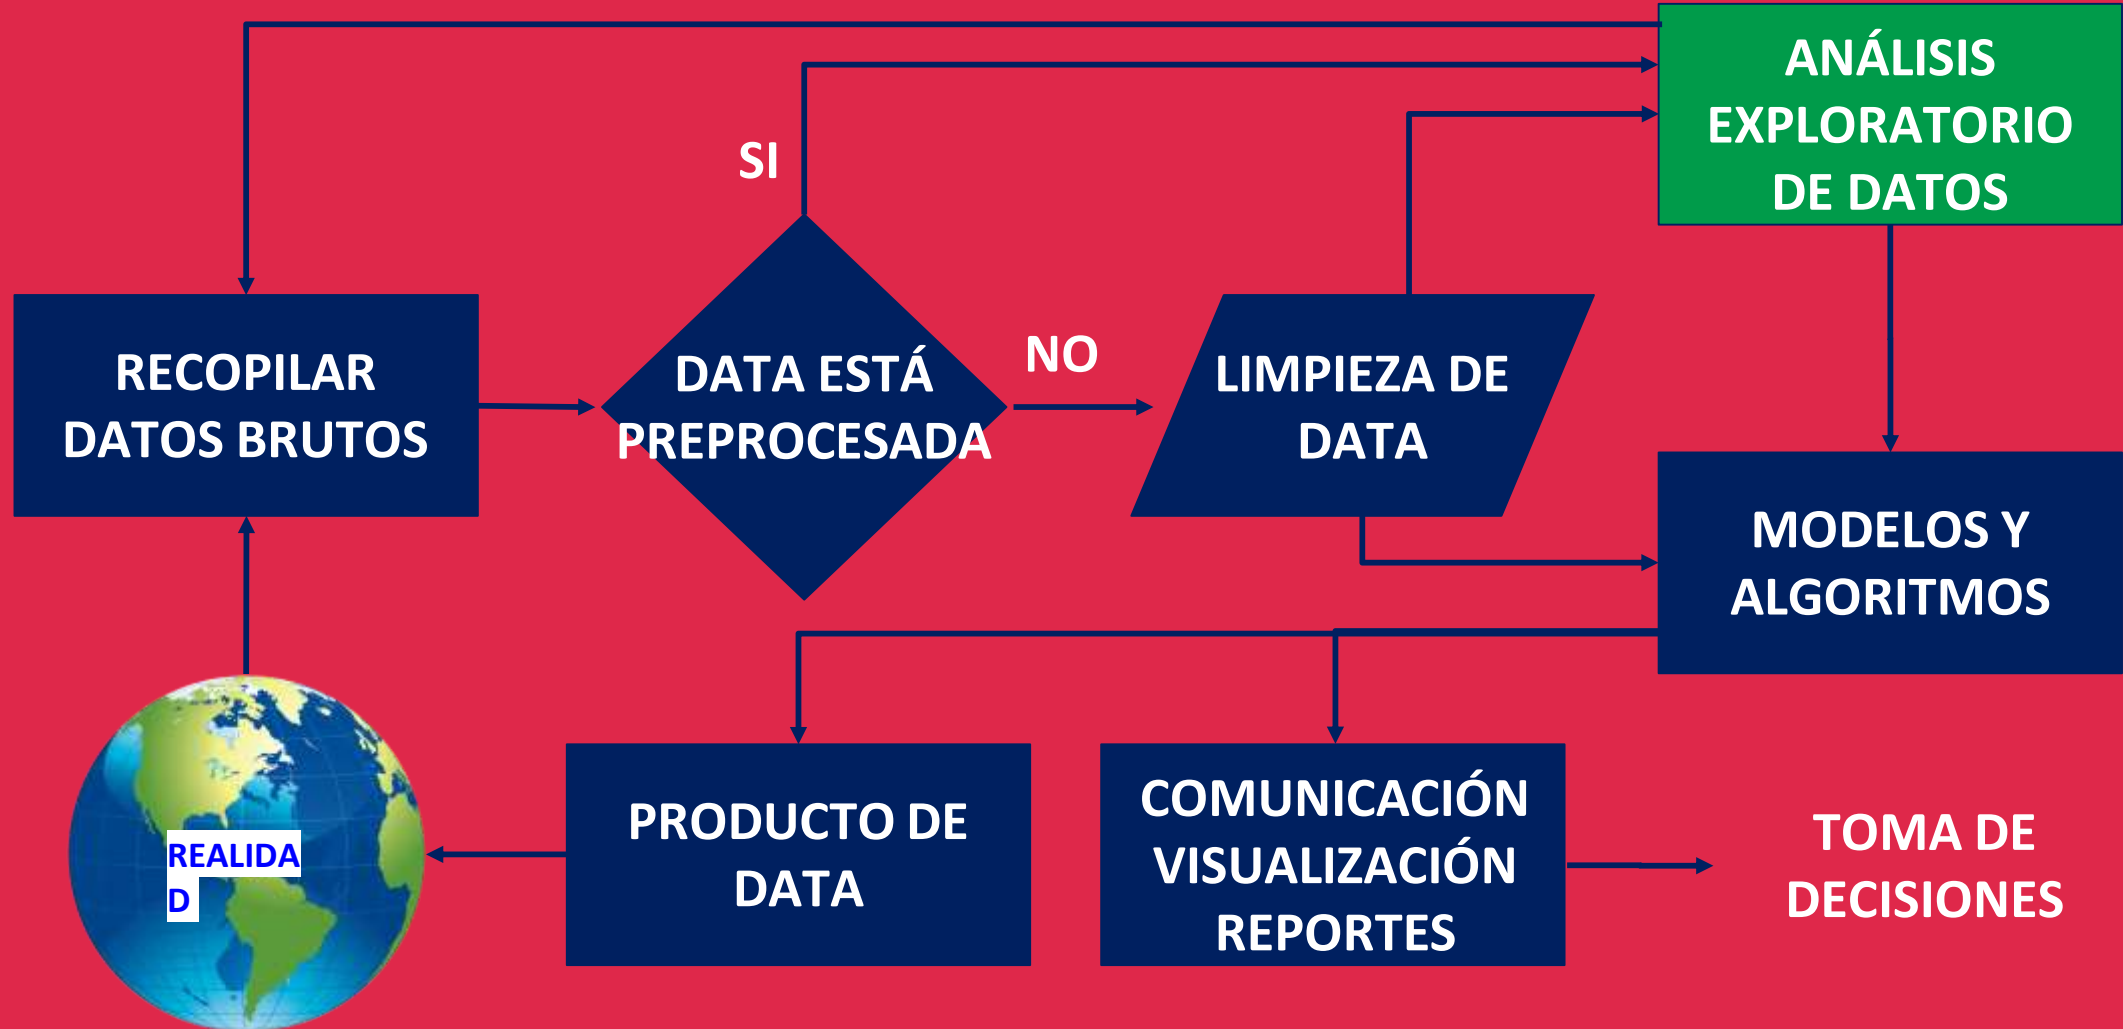 ANÁLISIS
EXPLORATORIO
DE DATOS
SI
RECOPILAR
DATOS BRUTOS
DATA ESTÁ
PREPROCESADA
NO
LIMPIEZA DE
DATA
MODELOS Y
ALGORITMOS
REALIDA
D
PRODUCTO DE
DATA
COMUNICACIÓN
VISUALIZACIÓN
REPORTES
TOMA DE
DECISIONES